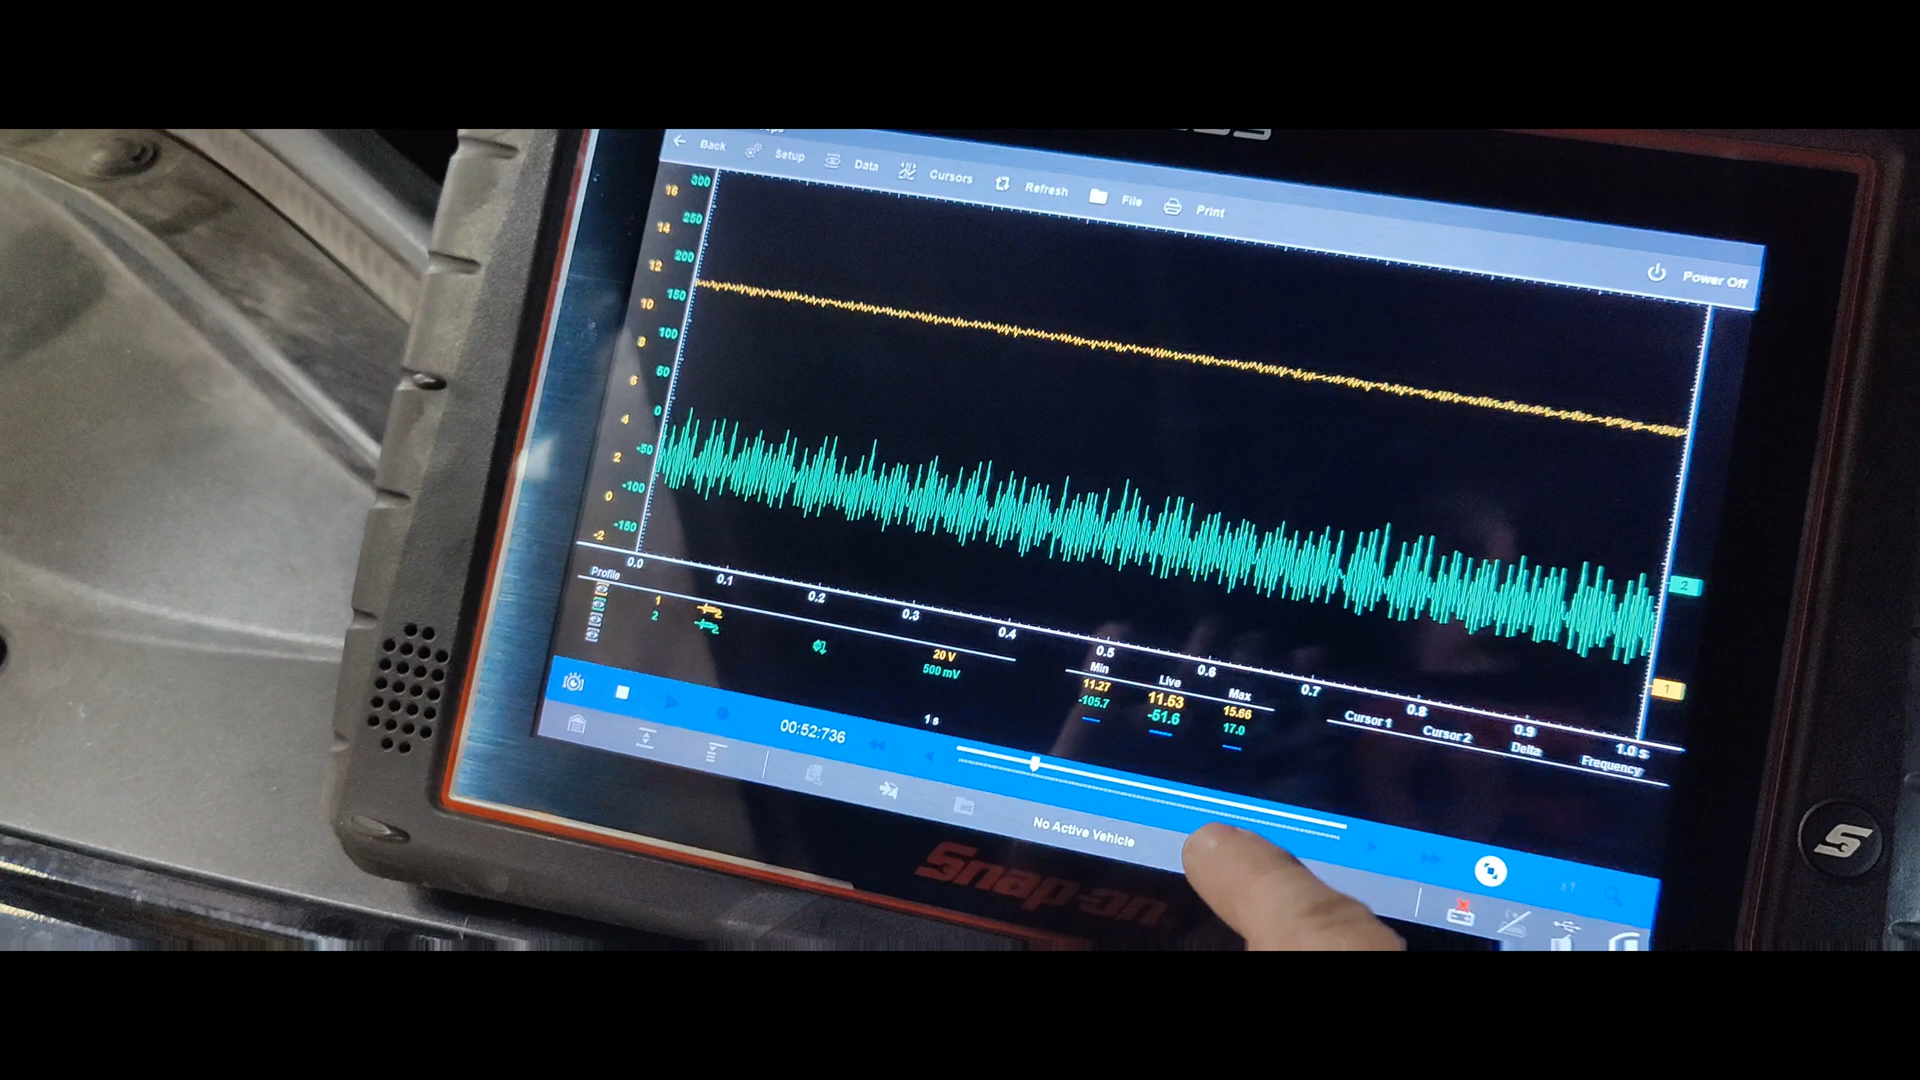 Back Setup Data Cursors Refresh File Print Power Off
16 300
14 250
12 200
10 150
8 100
6 50
4 0
2 -50
0 -100
-2 -150
0.0 0.1 0.2 0.3 0.4 0.5 0.6 0.7 0.8 0.9 1.0 s
2
1
Profile
1 20 V
2 500 mV
Min Live Max Cursor 1 Cursor 2 Delta Frequency
11.27 11.53 15.66
-105.7 -51.6 17.0
00:52:736 1 s
x1
No Active Vehicle
Snap-on
S